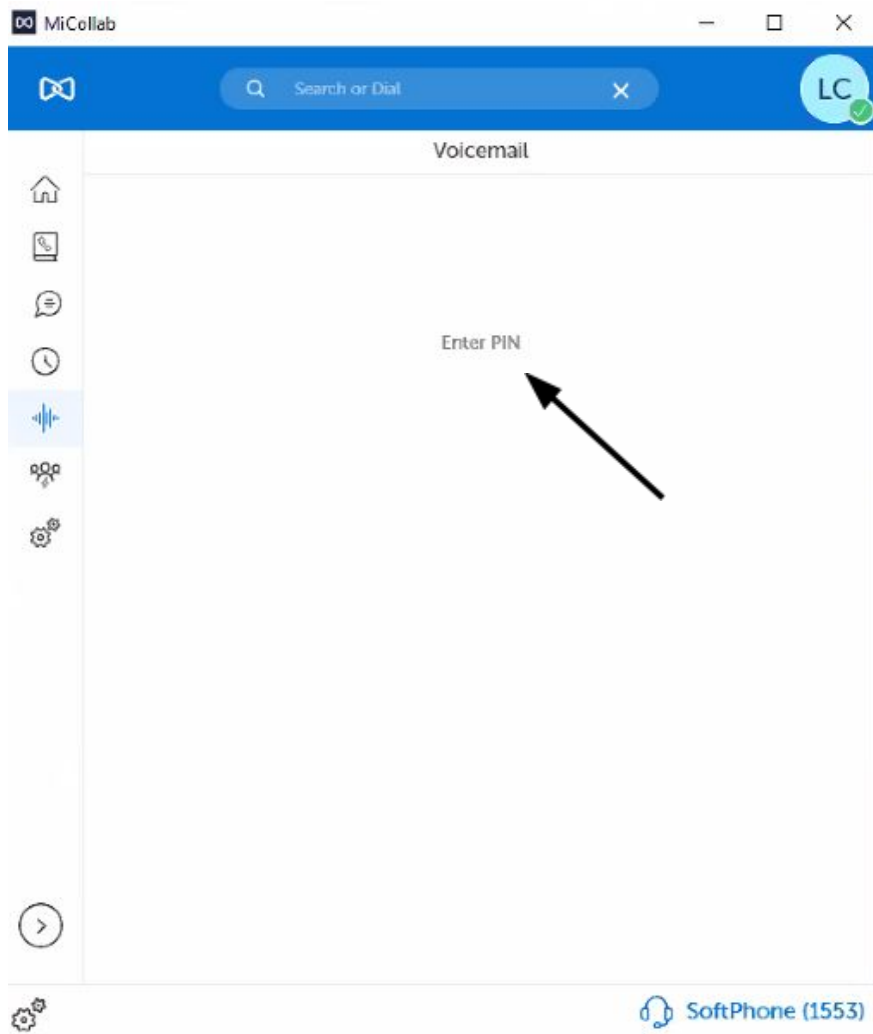 MiCollab
Search or Dial
LC
Voicemail
Enter PIN
SoftPhone (1553)